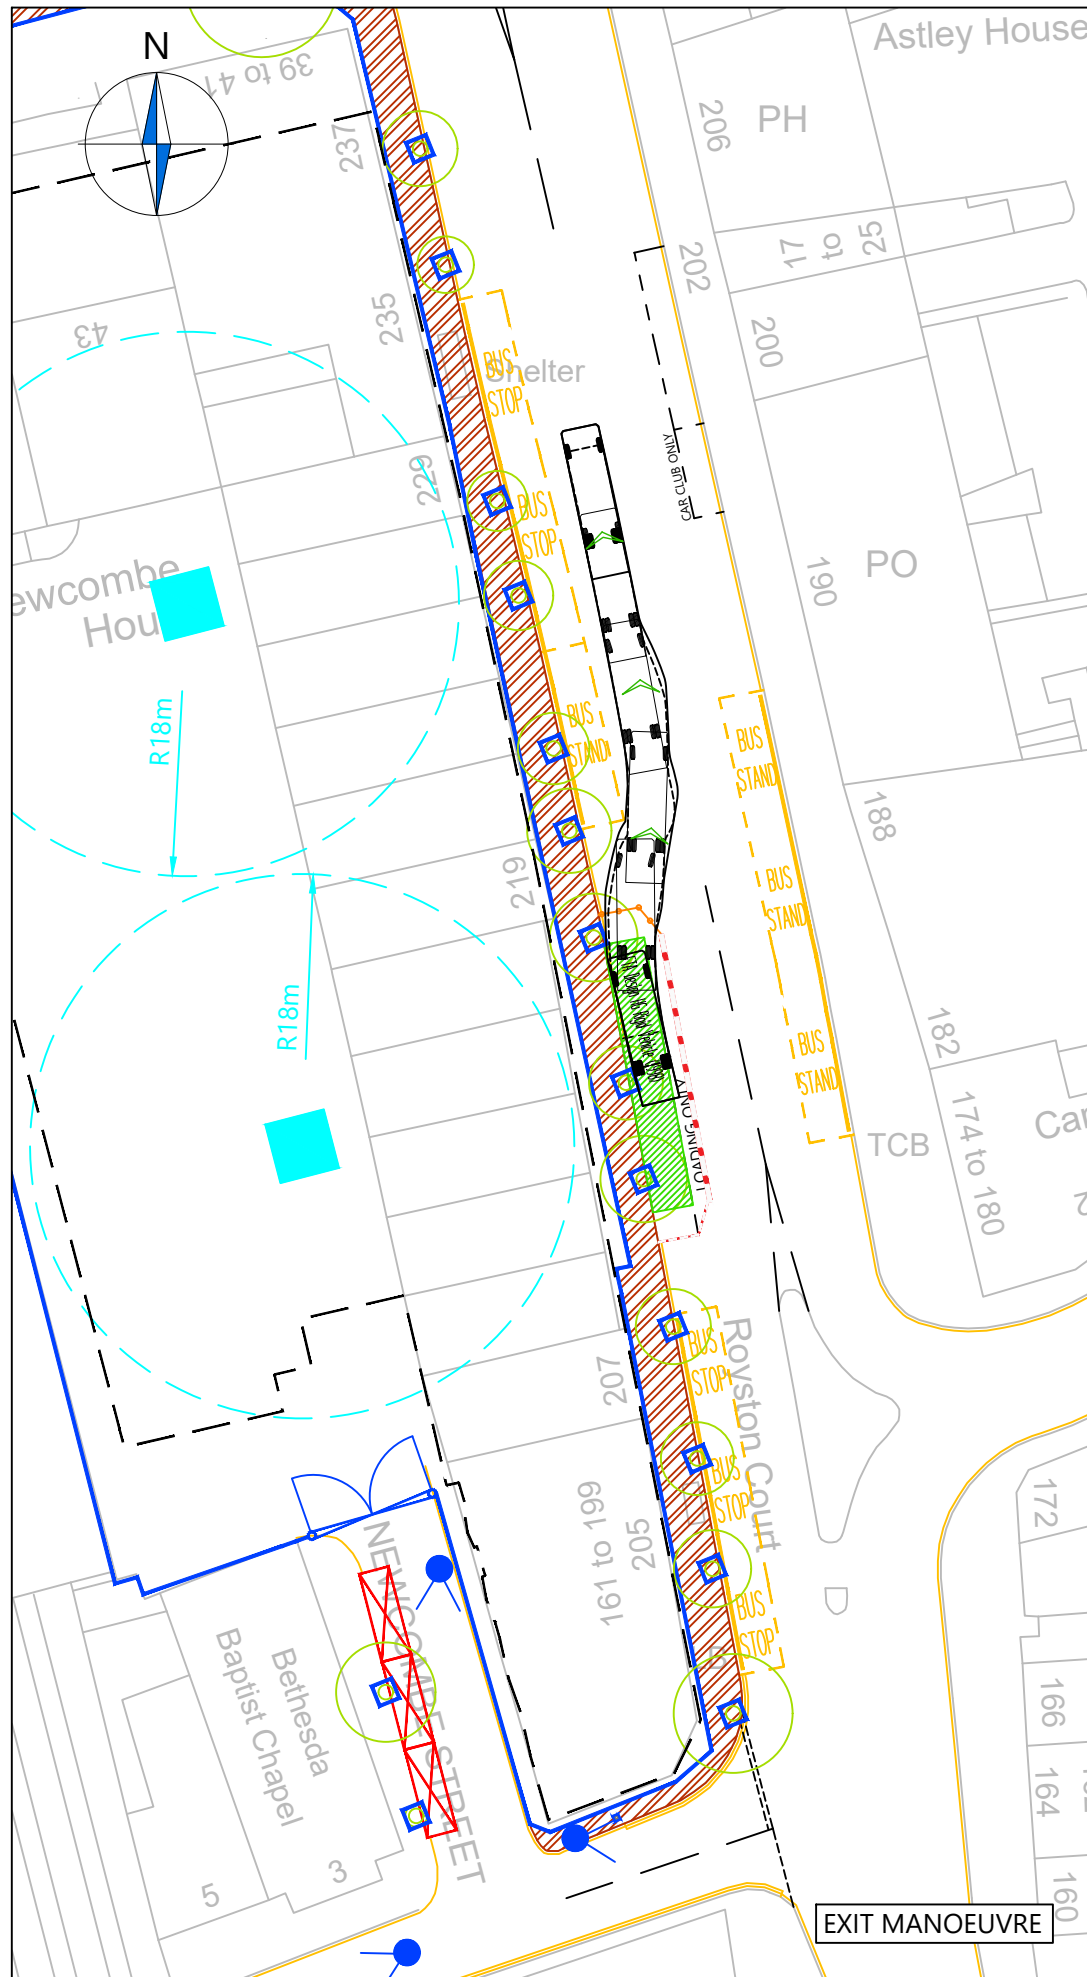 N
39 to 41
Astley House
PH
206
237
17 to 25
202
235
43
200
Shelter
BUS
STOP
CAR CLUB ONLY
229
BUS
STOP
190
PO
ewcombe
Hou
R18m
BUS
STAND
BUS
STAND
188
219
BUS
STAND
R18m
182
BUS
STAND
LOADING ONLY
TCB
174 to 180
Car
BUS
STOP
Royston Court
207
BUS
STOP
205
161 to 199
172
NEWCOMBE STREET
BUS
STOP
Bethesda
Baptist Chapel
166
164
3
5
160
EXIT MANOEUVRE